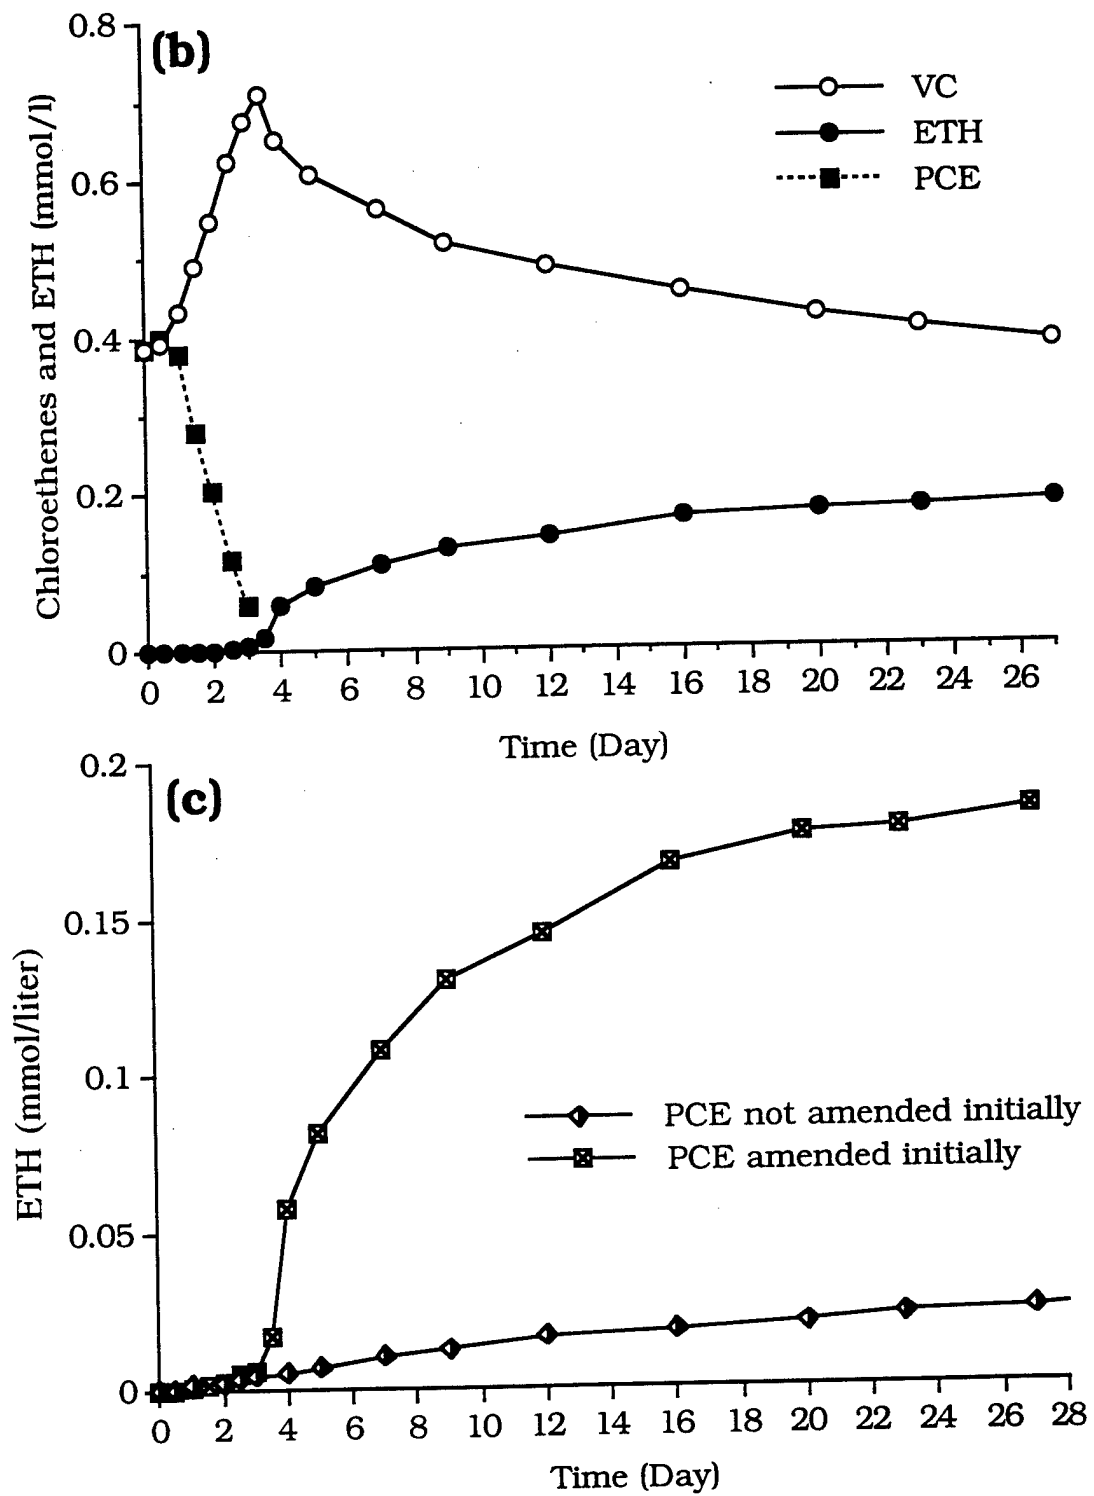 (b)
VC
ETH
PCE
Chloroethenes and ETH (mmol/l)
0.8
0.6
0.4
0.2
0
0 2 4 6 8 10 12 14 16 18 20 22 24 26
Time (Day)
(c)
ETH (mmol/liter)
0.2
0.15
0.1
0.05
0
PCE not amended initially
PCE amended initially
0 2 4 6 8 10 12 14 16 18 20 22 24 26 28
Time (Day)